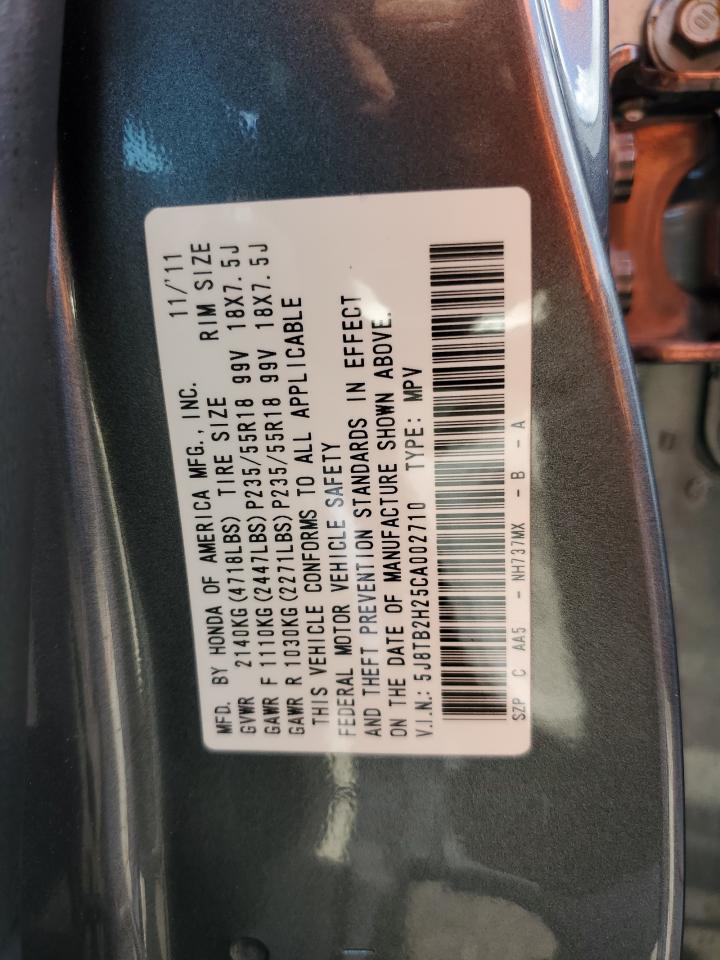 MFD. BY HONDA OF AMERICA MFG., INC. 11/'11
GVWR 2140KG(4718LBS) TIRE SIZE RIM SIZE
GAWR F 1110KG(2447LBS)P235/55R18 99V 18X7.5J
GAWR R 1030KG(2271LBS)P235/55R18 99V 18X7.5J
THIS VEHICLE CONFORMS TO ALL APPLICABLE
FEDERAL MOTOR VEHICLE SAFETY
AND THEFT PREVENTION STANDARDS IN EFFECT
ON THE DATE OF MANUFACTURE SHOWN ABOVE.
V.I.N.: 5J8TB2H25CA002710 TYPE: MPV
SZP C AA5 - NH737MX - B - A